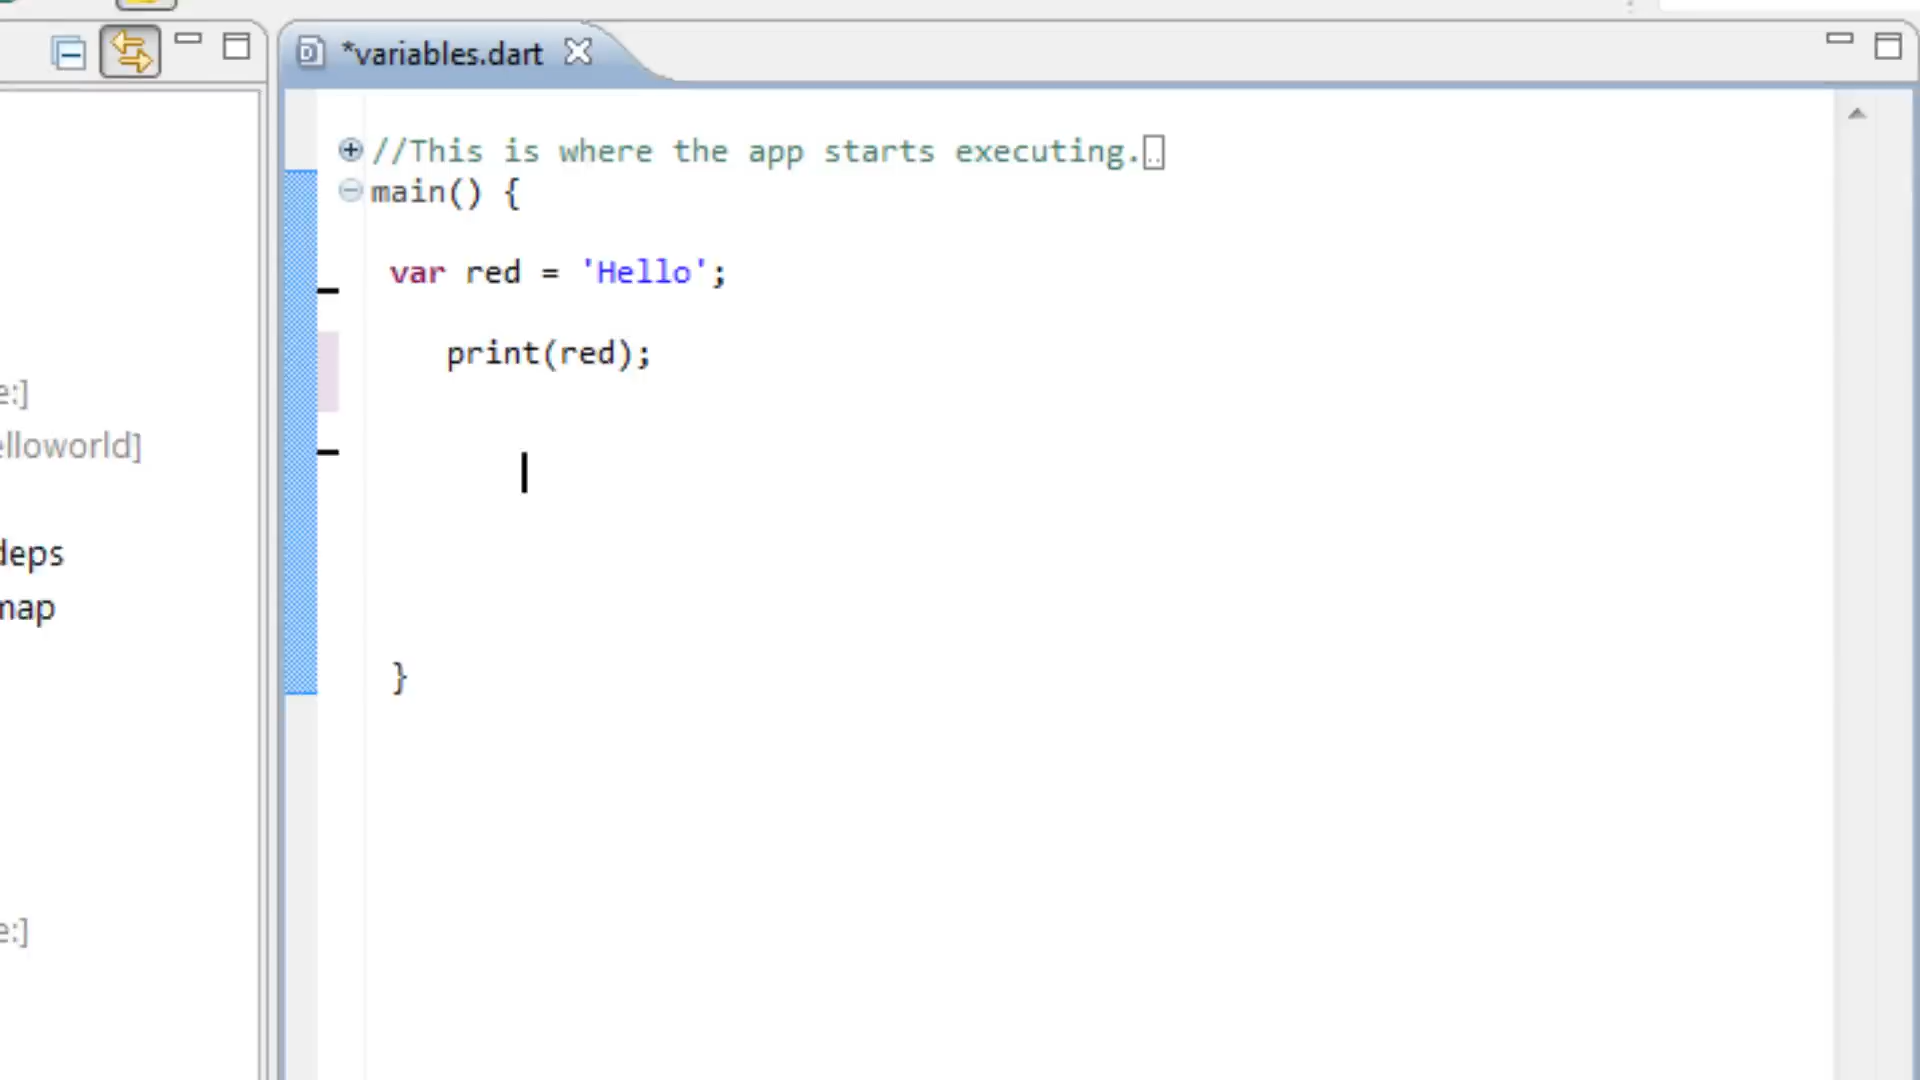 *variables.dart
//This is where the app starts executing.
main() {
var red = 'Hello';
print(red);
}
e:]
elloworld]
deps
map
e:]